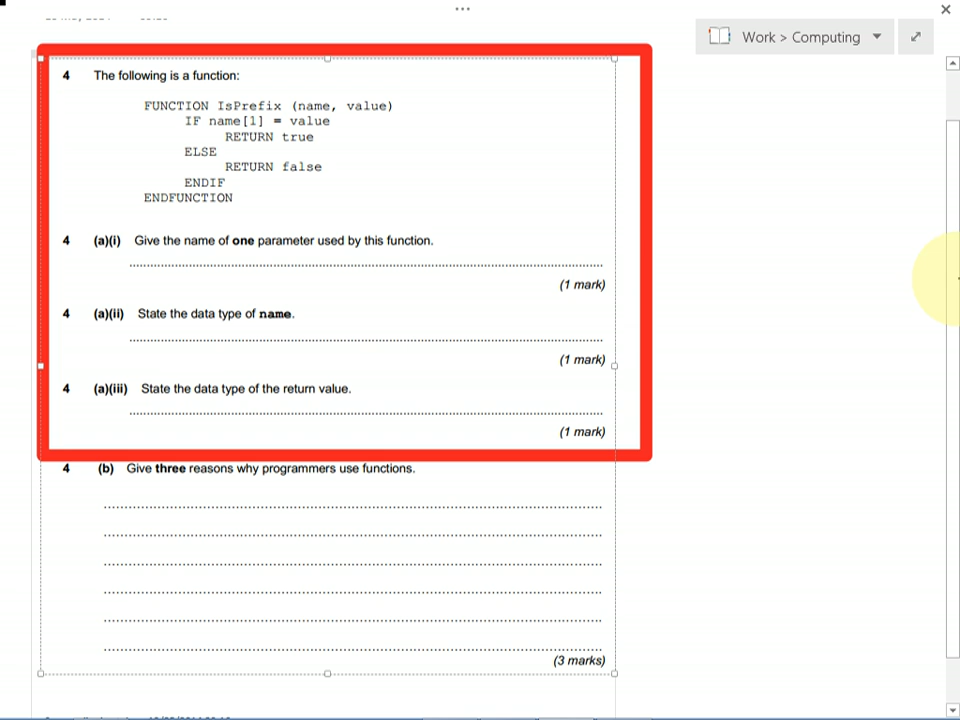 Work > Computing
4 The following is a function:
FUNCTION IsPrefix (name, value)
IF name[1] = value
RETURN true
ELSE
RETURN false
ENDIF
ENDFUNCTION
4 (a)(i) Give the name of one parameter used by this function.
(1 mark)
4 (a)(ii) State the data type of name.
(1 mark)
4 (a)(iii) State the data type of the return value.
(1 mark)
4 (b) Give three reasons why programmers use functions.
(3 marks)